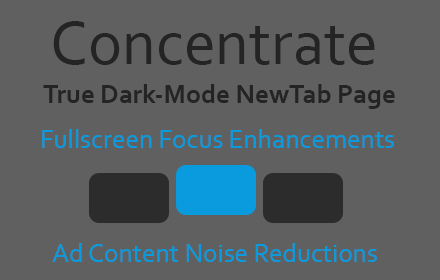 Concentrate
True Dark-Mode NewTab Page
Fullscreen Focus Enhancements
Ad Content Noise Reductions